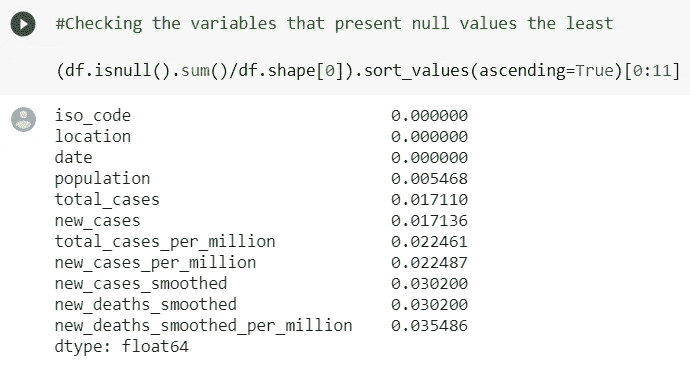 #Checking the variables that present null values the least
(df.isnull().sum()/df.shape[0]).sort_values(ascending=True)[0:11]
iso_code 0.000000
location 0.000000
date 0.000000
population 0.005468
total_cases 0.017110
new_cases 0.017136
total_cases_per_million 0.022461
new_cases_per_million 0.022487
new_cases_smoothed 0.030200
new_deaths_smoothed 0.030200
new_deaths_smoothed_per_million 0.035486
dtype: float64